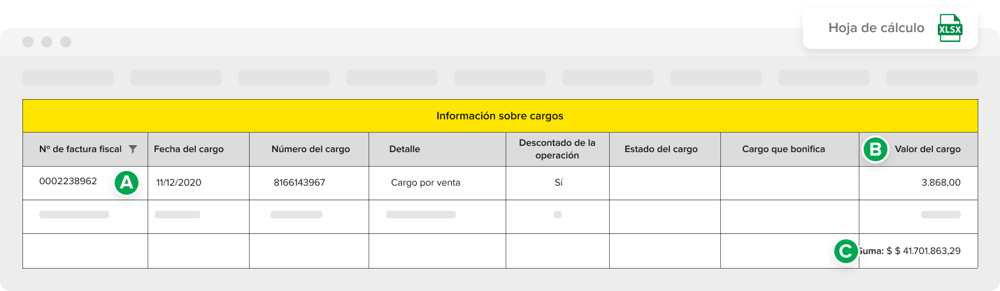 Hoja de cálculo
XLSX
Información sobre cargos
Nº de factura fiscal
Fecha del cargo
Número del cargo
Detalle
Descontado de la
operación
Estado del cargo
Cargo que bonifica
B
Valor del cargo
0002238962
A
11/12/2020
8166143967
Cargo por venta
Sí
3.868,00
C
Suma: $ $ 41.701.863,29